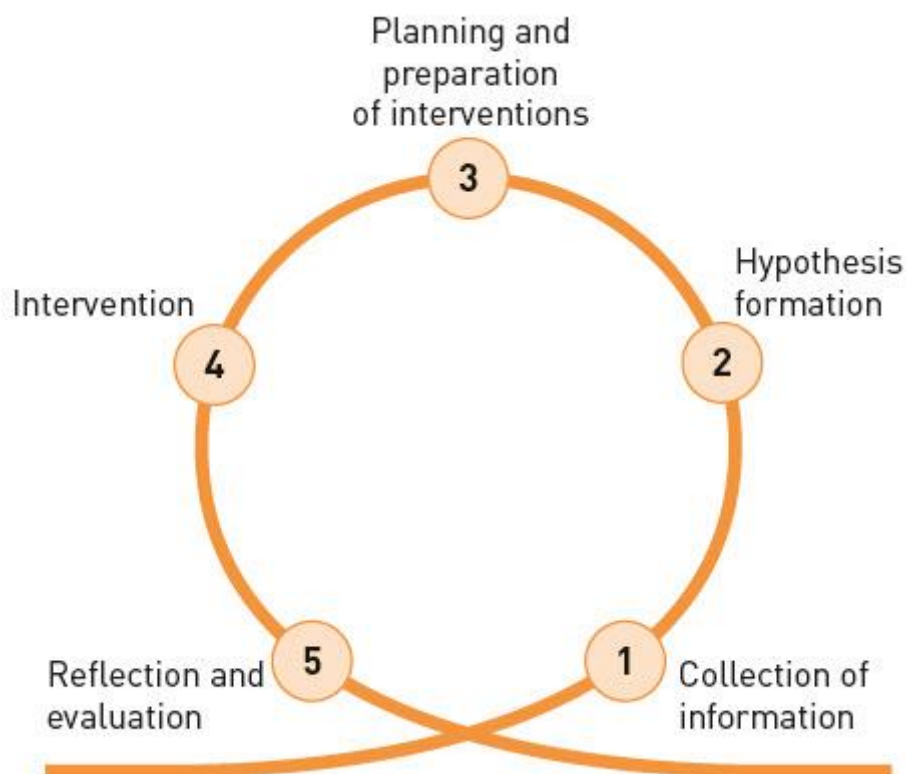 Planning and
preparation
of interventions
3
Hypothesis
formation
2
Intervention
4
5
Reflection and
evaluation
1
Collection of
information